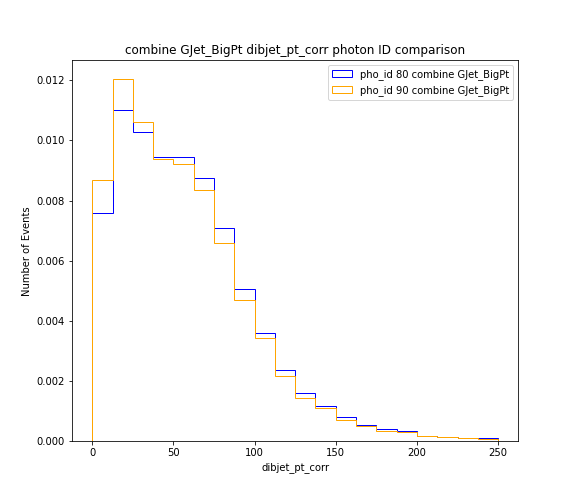 combine GJet_BigPt dibjet_pt_corr photon ID comparison
pho_id 80 combine GJet_BigPt
pho_id 90 combine GJet_BigPt
Number of Events
0.012
0.010
0.008
0.006
0.004
0.002
0.000
0 50 100 150 200 250
dibjet_pt_corr